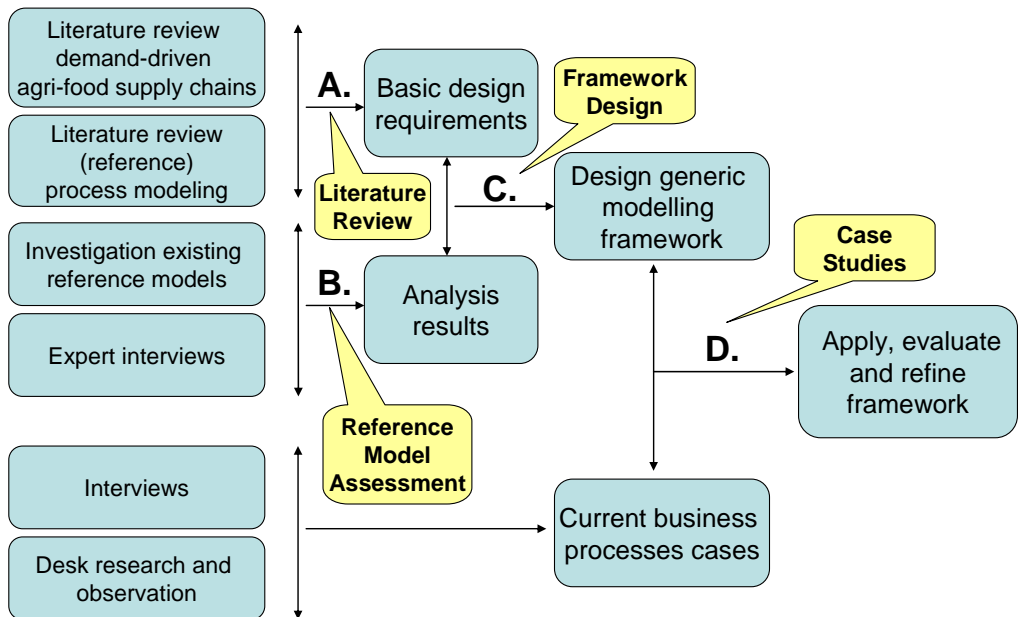 Literature review
demand-driven
agri-food supply chains
Literature review
(reference)
process modeling
Investigation existing
reference models
Expert interviews
Interviews
Desk research and
observation
A.
Basic design
requirements
Literature
Review
B.
Analysis
results
Reference
Model
Assessment
C.
Framework
Design
Design generic
modelling
framework
Case
Studies
D.
Apply, evaluate
and refine
framework
Current business
processes cases